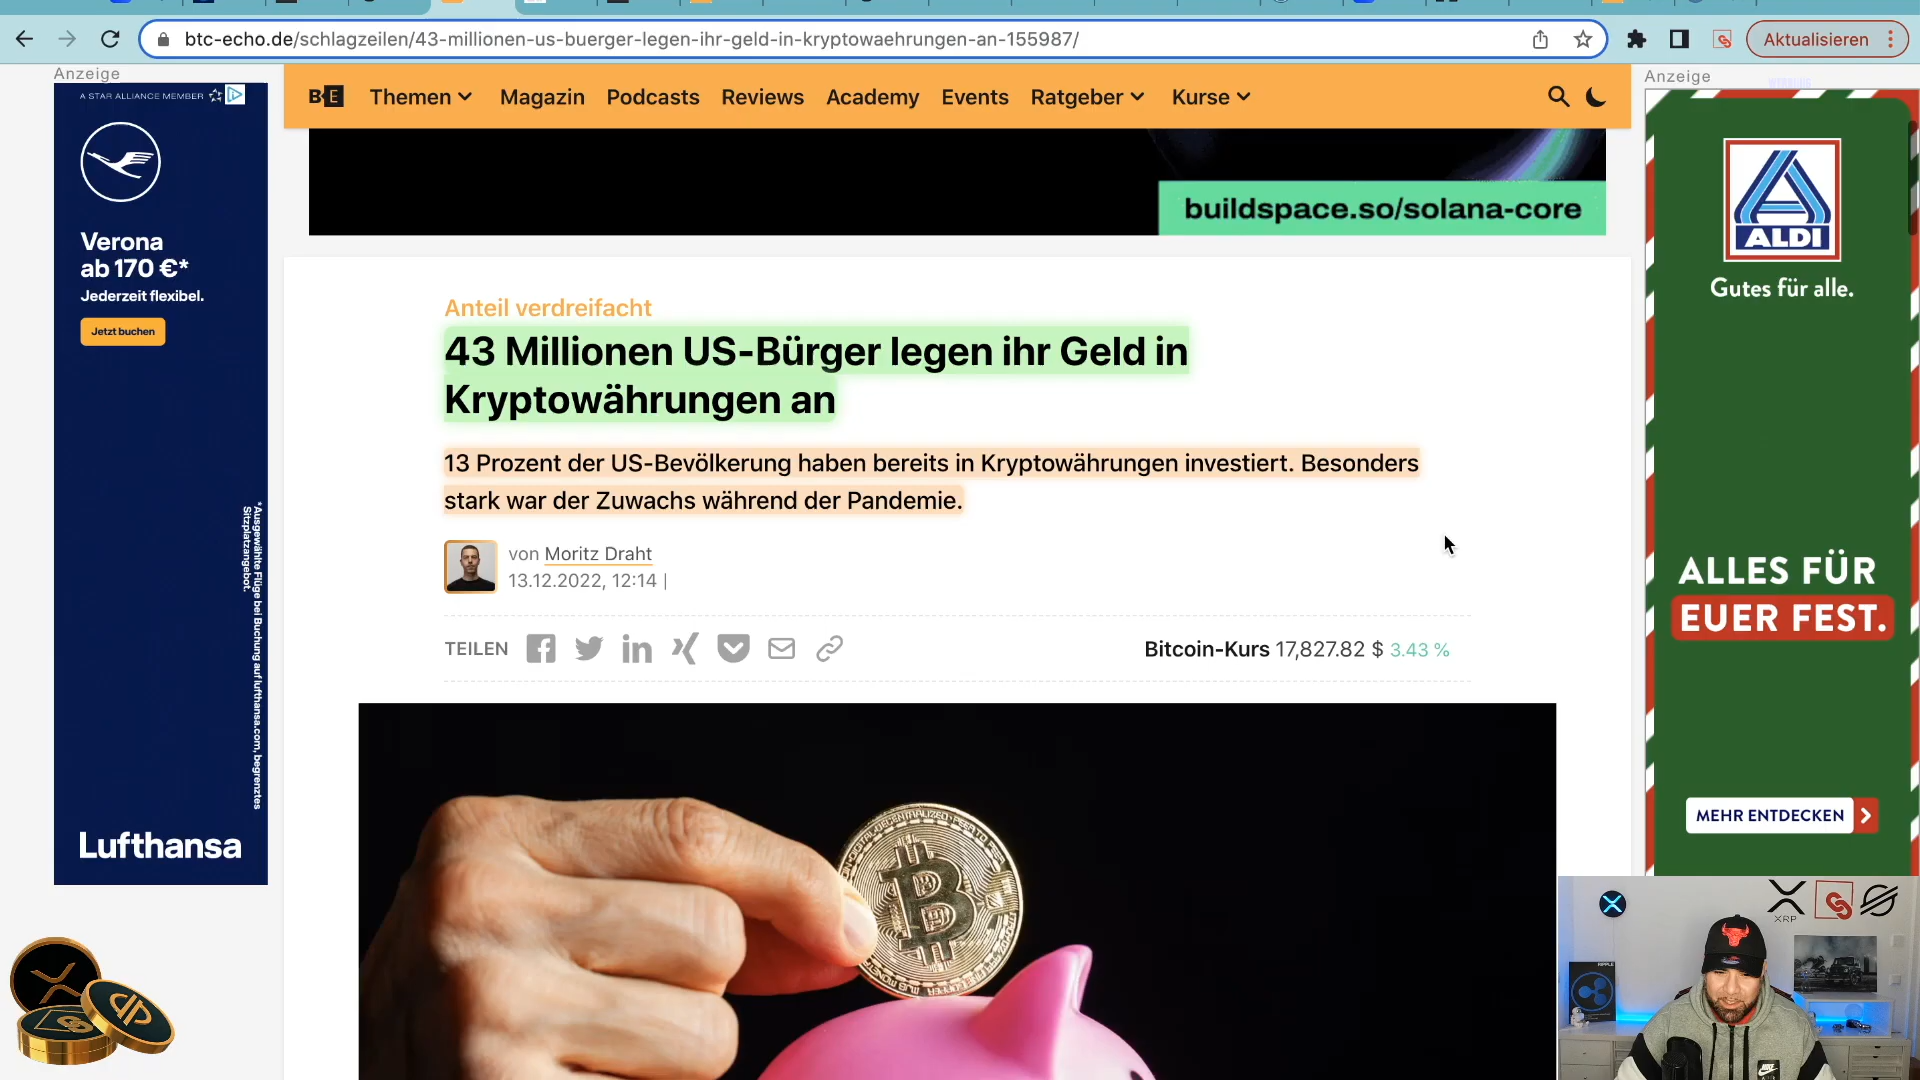 btc-echo.de/schlagzeilen/43-millionen-us-buerger-legen-ihr-geld-in-kryptowaehrungen-an-155987/
Aktualisieren
Anzeige
Anzeige
B·E
Themen
Magazin
Podcasts
Reviews
Academy
Events
Ratgeber
Kurse
A STAR ALLIANCE MEMBER
Verona
ab 170 €*
Jederzeit flexibel.
Jetzt buchen
*Ausgewählte Flüge bei Buchung auf lufthansa.com, begrenztes
Sitzplatzangebot.
Lufthansa
buildspace.so/solana-core
Anteil verdreifacht
43 Millionen US-Bürger legen ihr Geld in
Kryptowährungen an
13 Prozent der US-Bevölkerung haben bereits in Kryptowährungen investiert. Besonders
stark war der Zuwachs während der Pandemie.
von Moritz Draht
13.12.2022, 12:14 |
TEILEN
Bitcoin-Kurs 17,827.82 $ 3.43 %
ALDI
Gutes für alle.
ALLES FÜR
EUER FEST.
MEHR ENTDECKEN
XRP
RIPPLE